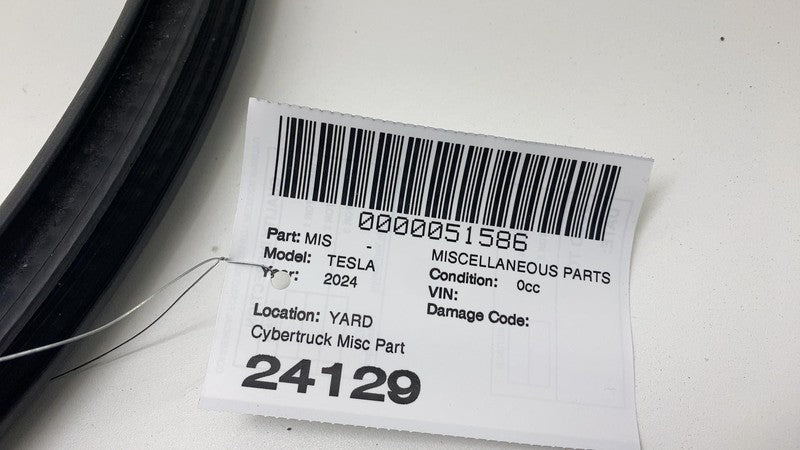 0000051586
Part: MIS - MISCELLANEOUS PARTS
Model: TESLA Condition: 0cc
Year: 2024 VIN:
Damage Code:
Location: YARD
Cybertruck Misc Part
24129